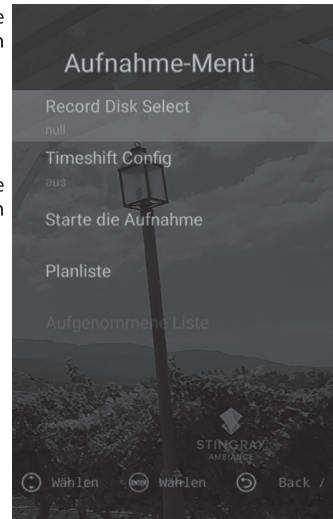 e
n
Aufnahme-Menü
Record Disk Select
null
Timeshift Config
aus
e
n
Starte die Aufnahme
Planliste
Aufgenommene Liste
STINGRAY
AMBIANCE
Wählen ENTER Wählen Back /